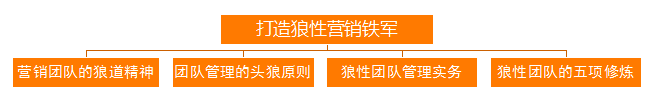 打造狼性营销铁军
营销团队的狼道精神
团队管理的头狼原则
狼性团队管理实务
狼性团队的五项修炼